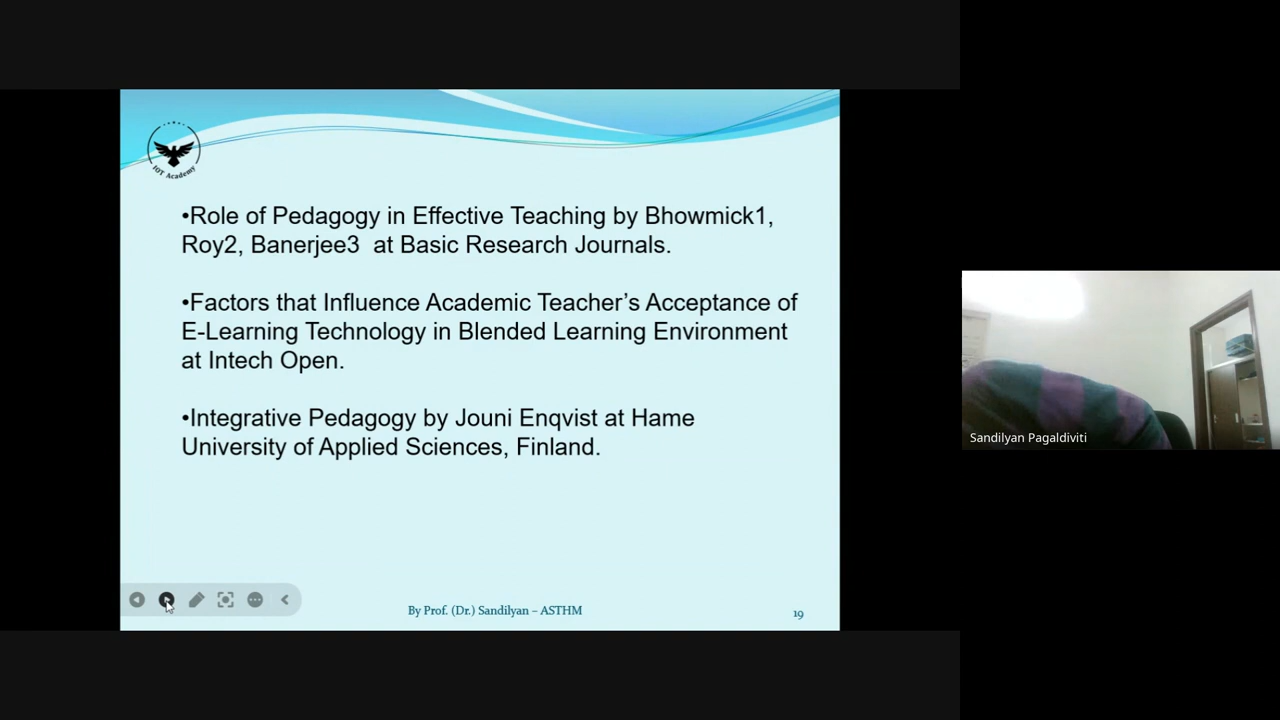 IOT Academy
•Role of Pedagogy in Effective Teaching by Bhowmick1,
Roy2, Banerjee3 at Basic Research Journals.
•Factors that Influence Academic Teacher’s Acceptance of
E-Learning Technology in Blended Learning Environment
at Intech Open.
•Integrative Pedagogy by Jouni Enqvist at Hame
University of Applied Sciences, Finland.
By Prof. (Dr.) Sandilyan – ASTHM
19
Sandilyan Pagaldiviti